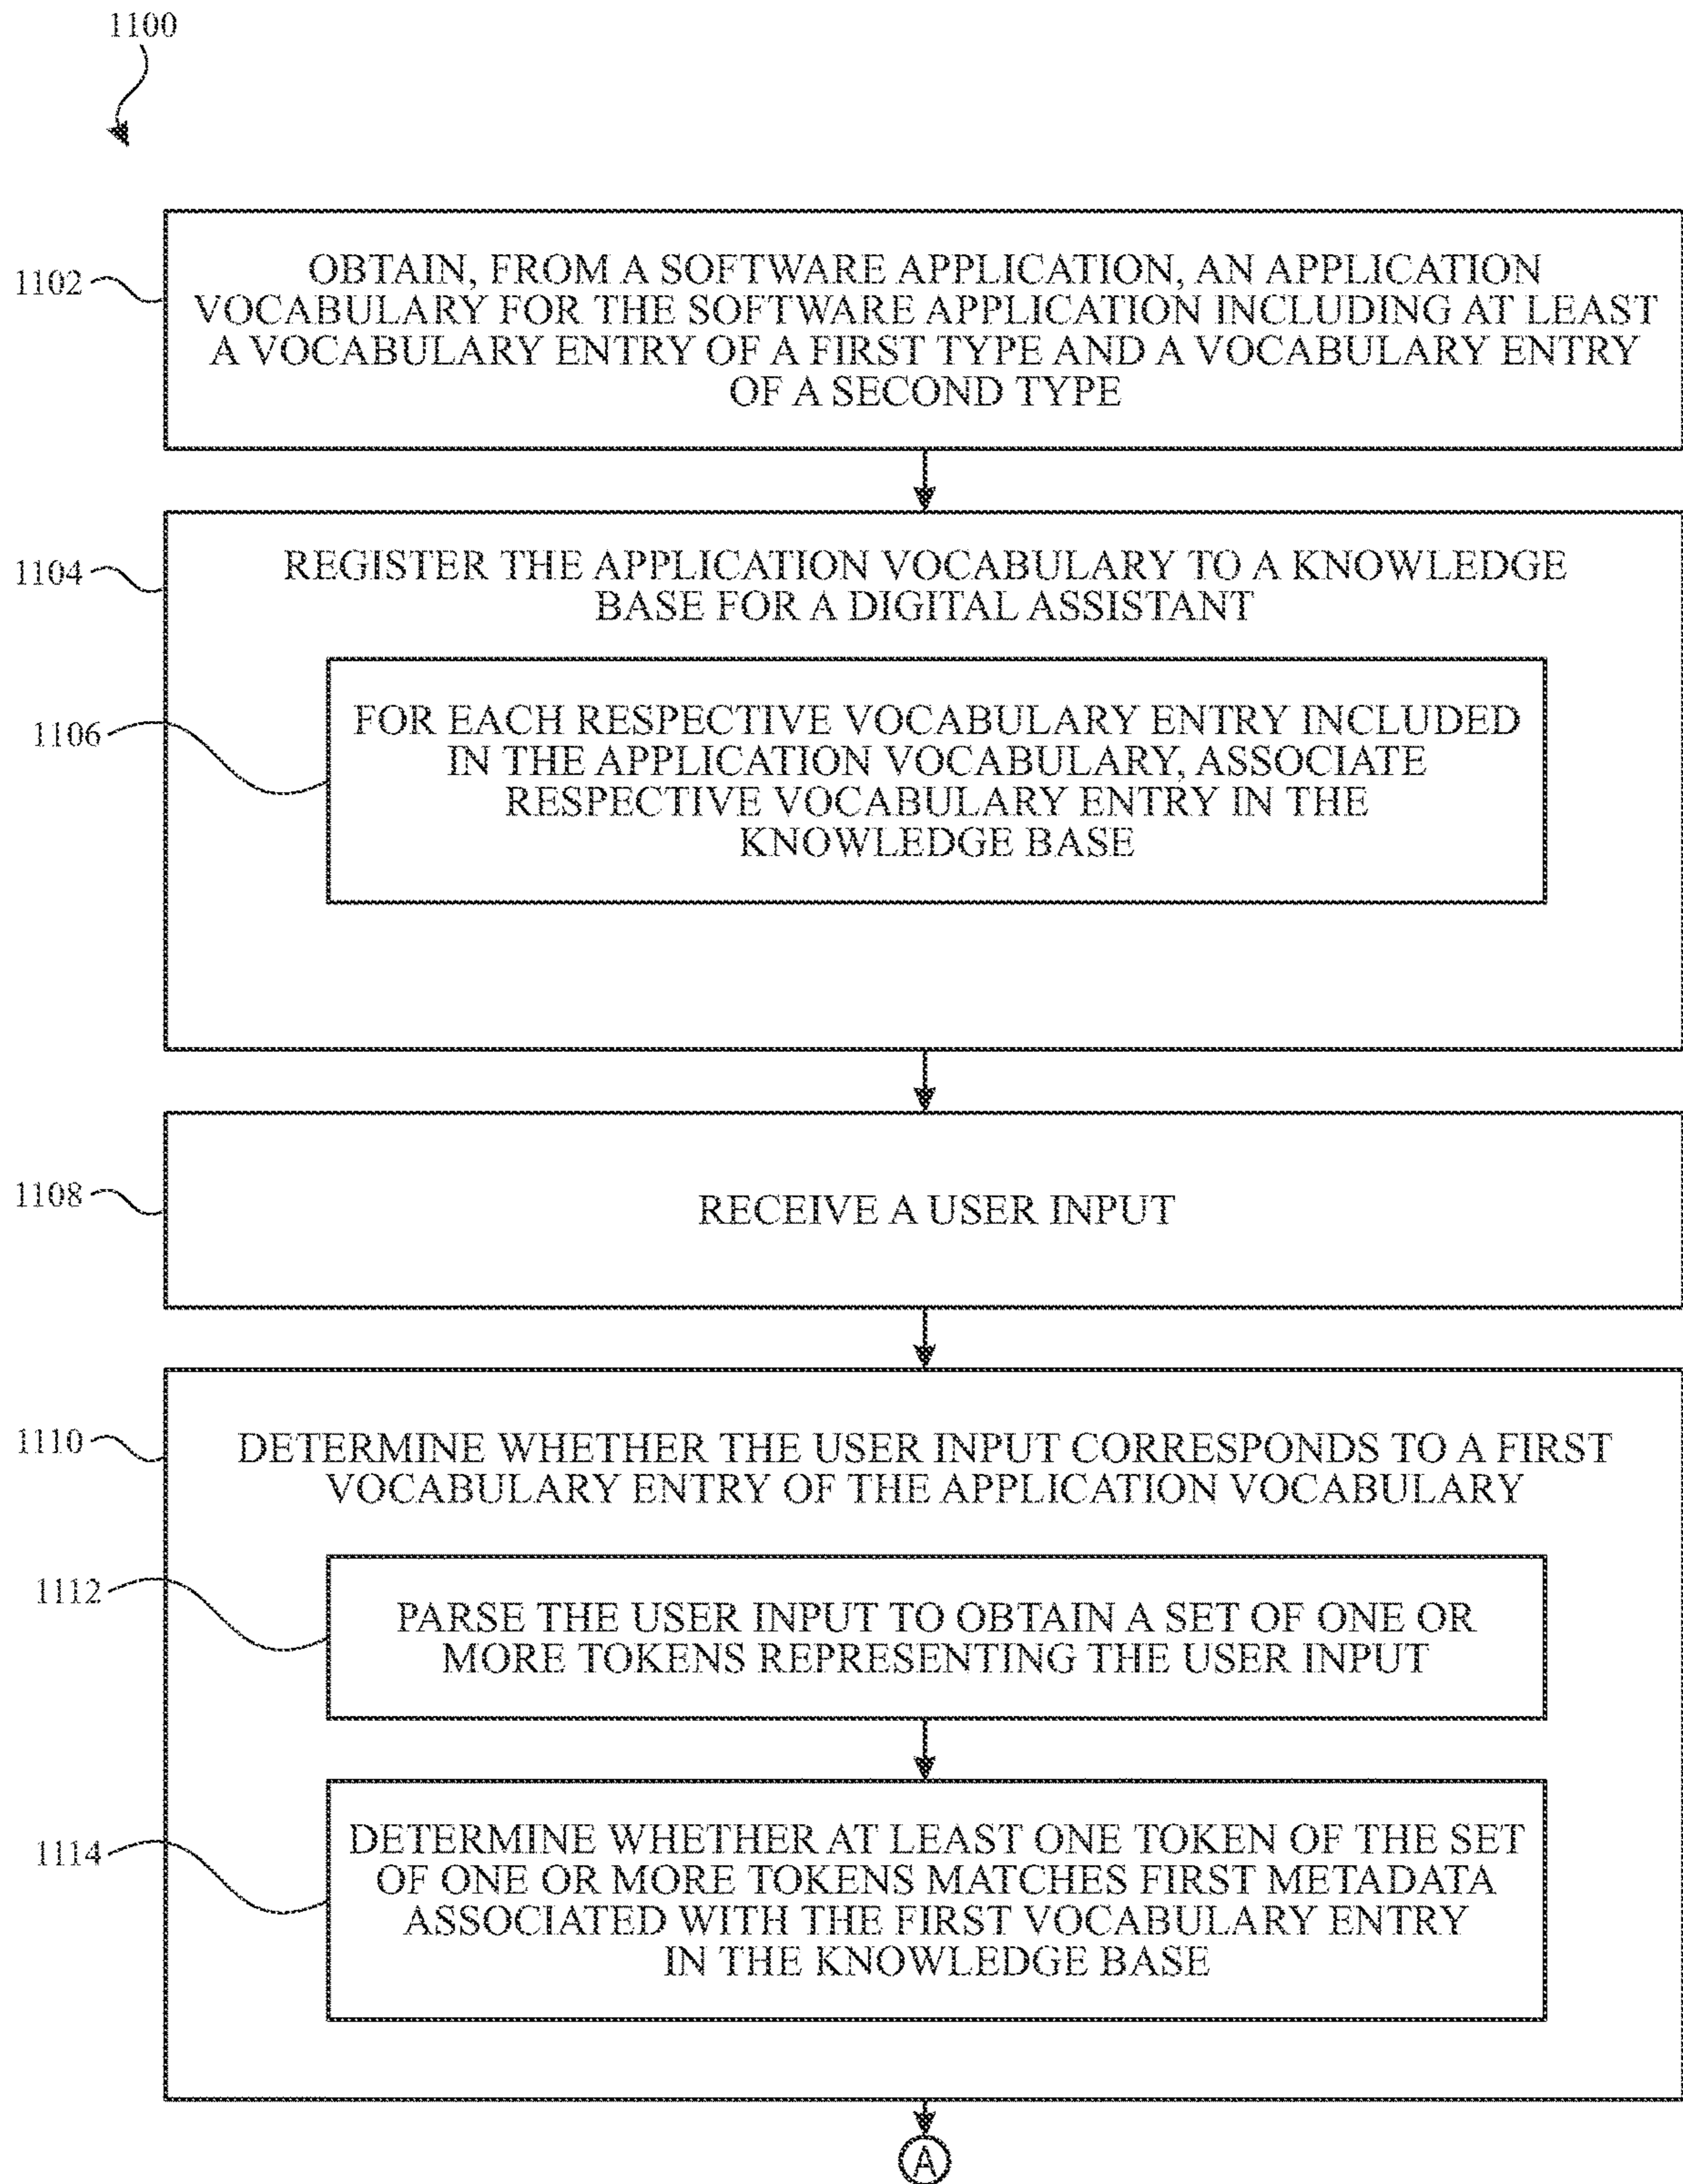 1100
1102
OBTAIN, FROM A SOFTWARE APPLICATION, AN APPLICATION
VOCABULARY FOR THE SOFTWARE APPLICATION INCLUDING AT LEAST
A VOCABULARY ENTRY OF A FIRST TYPE AND A VOCABULARY ENTRY
OF A SECOND TYPE
1104
REGISTER THE APPLICATION VOCABULARY TO A KNOWLEDGE
BASE FOR A DIGITAL ASSISTANT
1106
FOR EACH RESPECTIVE VOCABULARY ENTRY INCLUDED
IN THE APPLICATION VOCABULARY, ASSOCIATE
RESPECTIVE VOCABULARY ENTRY IN THE
KNOWLEDGE BASE
1108
RECEIVE A USER INPUT
1110
DETERMINE WHETHER THE USER INPUT CORRESPONDS TO A FIRST
VOCABULARY ENTRY OF THE APPLICATION VOCABULARY
1112
PARSE THE USER INPUT TO OBTAIN A SET OF ONE OR
MORE TOKENS REPRESENTING THE USER INPUT
1114
DETERMINE WHETHER AT LEAST ONE TOKEN OF THE SET
OF ONE OR MORE TOKENS MATCHES FIRST METADATA
ASSOCIATED WITH THE FIRST VOCABULARY ENTRY
IN THE KNOWLEDGE BASE
A